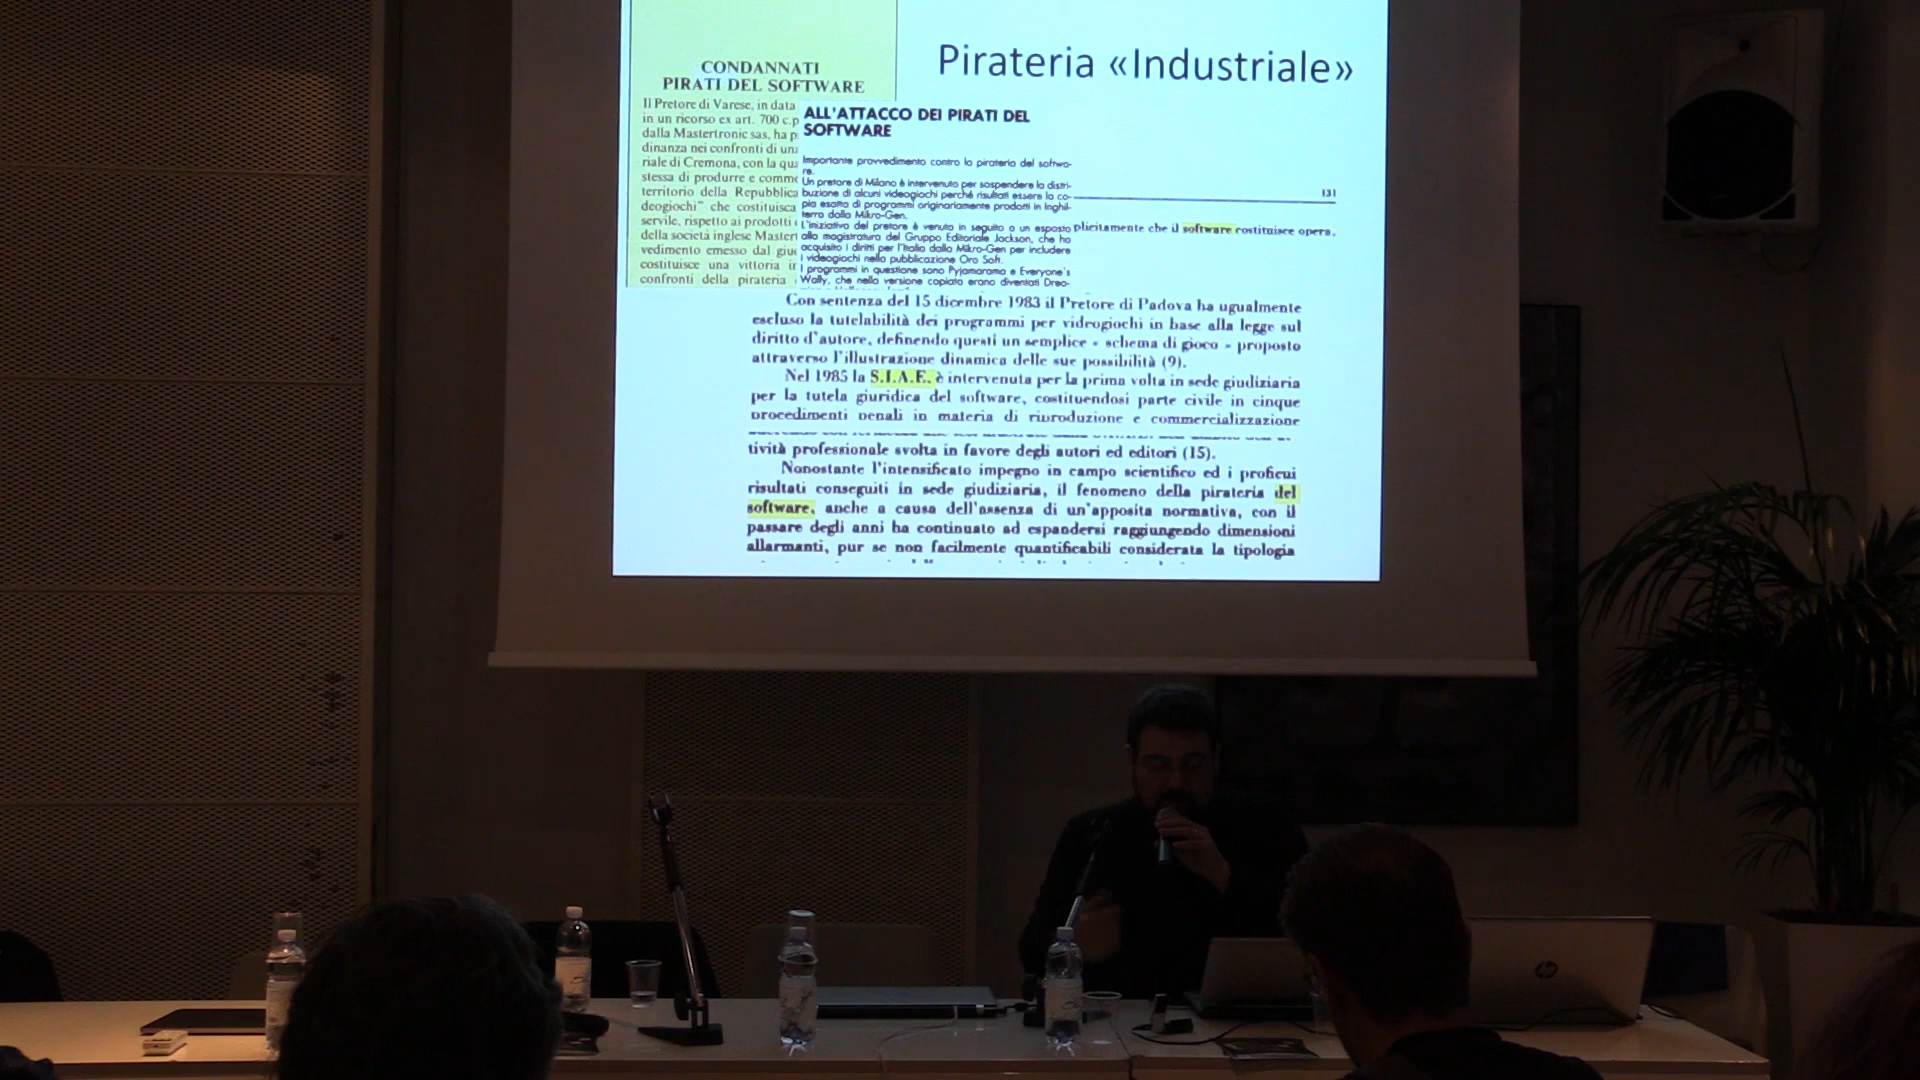 Pirateria «Industriale»
CONDANNATI
PIRATI DEL SOFTWARE
Il Pretore di Varese, in data
in un ricorso ex art. 700 c.p
dalla Mastertronic sas, ha p
dinanza nei confronti di una
riale di Cremona, con la qua
stessa di produrre e comme
territorio della Repubblica
deogiochi" che costituisca
servile, rispetto ai prodotti
della società inglese Master
vedimento emesso dal giu
costituisce una vittoria in
confronti della pirateria
ALL'ATTACCO DEI PIRATI DEL
SOFTWARE
Importante provvedimento contro la pirateria del softwa-
re.
Un pretore di Milano è intervenuto per sospendere la distri-
buzione di alcuni videogiochi perché risultati essere la co-
pia esatta di programmi originariamente prodotti in Inghil-
terra dalla Mikro-Gen.
L'iniziativa del pretore è venuta in seguito a un esposto
alla magistratura del Gruppo Editoriale Jackson, che ha
acquisito i diritti per l'Italia dalla Mikro-Gen per includere
i videogiochi nella pubblicazione Oro Soft.
I programmi in questione sono Pyjamarama e Everyone's
Wally, che nella versione copiata erano diventati Drea-
131
plicitamente che il software costituisce opera,
Con sentenza del 15 dicembre 1983 il Pretore di Padova ha ugualmente
escluso la tutelabilità dei programmi per videogiochi in base alla legge sul
diritto d'autore, definendo questi un semplice « schema di gioco » proposto
attraverso l'illustrazione dinamica delle sue possibilità (9).
Nel 1985 la S.I.A.E. è intervenuta per la prima volta in sede giudiziaria
per la tutela giuridica del software, costituendosi parte civile in cinque
procedimenti penali in materia di riproduzione e commercializzazione
tività professionale svolta in favore degli autori ed editori (15).
Nonostante l'intensificato impegno in campo scientifico ed i proficui
risultati conseguiti in sede giudiziaria, il fenomeno della pirateria del
software, anche a causa dell'assenza di un'apposita normativa, con il
passare degli anni ha continuato ad espandersi raggiungendo dimensioni
allarmanti, pur se non facilmente quantificabili considerata la tipologia
hp